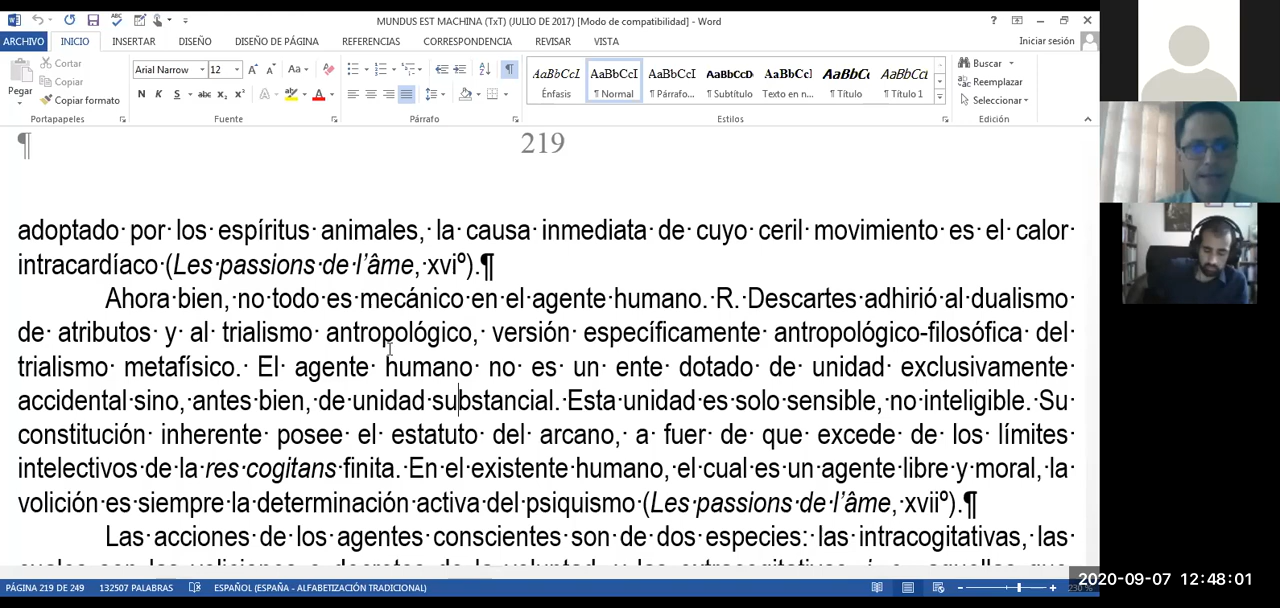 MUNDUS EST MACHINA (TxT) (JULIO DE 2017) [Modo de compatibilidad] - Word
ARCHIVO INICIO INSERTAR DISEÑO DISEÑO DE PÁGINA REFERENCIAS CORRESPONDENCIA REVISAR VISTA Iniciar sesión
Cortar
Copiar
Copiar formato
Pegar
Portapapeles
Arial Narrow 12
Fuente
Párrafo
AaBbCcI AaBbCcI AaBbCcI AaBbCcD AaBbCcI AaBbC AaBbCcI
Énfasis ¶ Normal ¶ Párrafo... ¶ Subtítulo Texto en n... ¶ Título ¶ Título 1
Estilos
Buscar
Reemplazar
Seleccionar
Edición
¶ 219
adoptado por los espíritus animales, la causa inmediata de cuyo ceril movimiento es el calor
intracardíaco (Les passions de l'âme, xviº).¶
Ahora bien, no todo es mecánico en el agente humano. R. Descartes adhirió al dualismo
de atributos y al trialismo antropológico, versión específicamente antropológico-filosófica del
trialismo metafísico. El agente humano no es un ente dotado de unidad exclusivamente
accidental sino, antes bien, de unidad substancial. Esta unidad es solo sensible, no inteligible. Su
constitución inherente posee el estatuto del arcano, a fuer de que excede de los límites
intelectivos de la res cogitans finita. En el existente humano, el cual es un agente libre y moral, la
volición es siempre la determinación activa del psiquismo (Les passions de l'âme, xviiº).¶
Las acciones de los agentes conscientes son de dos especies: las intracogitativas, las
PÁGINA 219 DE 249 132507 PALABRAS ESPAÑOL (ESPAÑA - ALFABETIZACIÓN TRADICIONAL) 230 %
2020-09-07 12:48:01